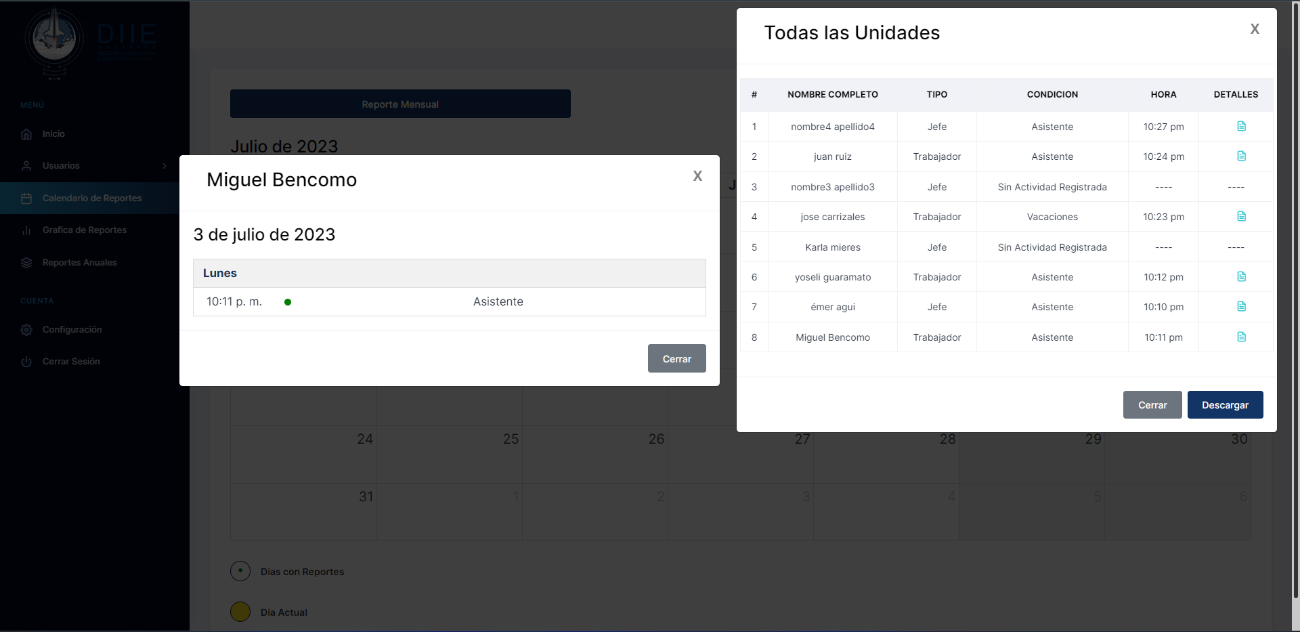 DIIE
MENÚ
Inicio
Usuarios
Calendario de Reportes
Grafica de Reportes
Reportes Anuales
CUENTA
Configuración
Cerrar Sesión
Reporte Mensual
Julio de 2023
Miguel Bencomo X
3 de julio de 2023
Lunes
10:11 p. m. Asistente
Cerrar
J
Todas las Unidades X
# NOMBRE COMPLETO TIPO CONDICION HORA DETALLES
1 nombre4 apellido4 Jefe Asistente 10:27 pm
2 juan ruiz Trabajador Asistente 10:24 pm
3 nombre3 apellido3 Jefe Sin Actividad Registrada ---- ----
4 jose carrizales Trabajador Vacaciones 10:23 pm
5 Karla mieres Jefe Sin Actividad Registrada ---- ----
6 yoseli guaramato Trabajador Asistente 10:12 pm
7 émer agui Jefe Asistente 10:10 pm
8 Miguel Bencomo Trabajador Asistente 10:11 pm
Cerrar Descargar
24 25 26 27 28 29 30
31 1 2 3 4 5 6
Dias con Reportes
Dia Actual